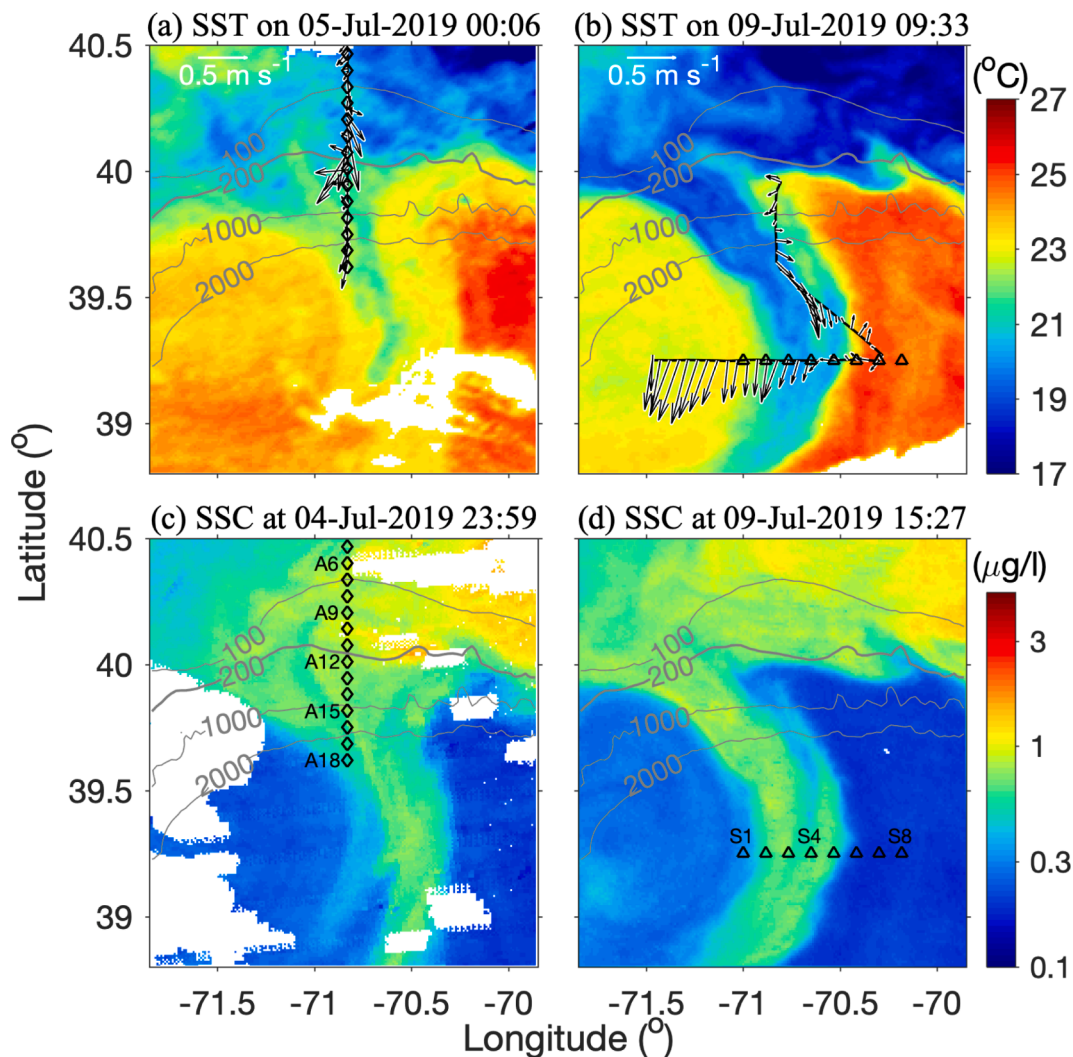 (a) SST on 05-Jul-2019 00:06
(b) SST on 09-Jul-2019 09:33
0.5 m s⁻¹
0.5 m s⁻¹
(°C)
40.5
40
39.5
39
100
200
1000
2000
100
200
1000
2000
27
25
23
21
19
17
Latitude (°)
(c) SSC at 04-Jul-2019 23:59
(d) SSC at 09-Jul-2019 15:27
(μg/l)
40.5
40
39.5
39
A6
A9
A12
A15
A18
100
200
1000
2000
100
200
1000
2000
S1
S4
S8
3
1
0.3
0.1
-71.5
-71
-70.5
-70
-71.5
-71
-70.5
-70
Longitude (°)